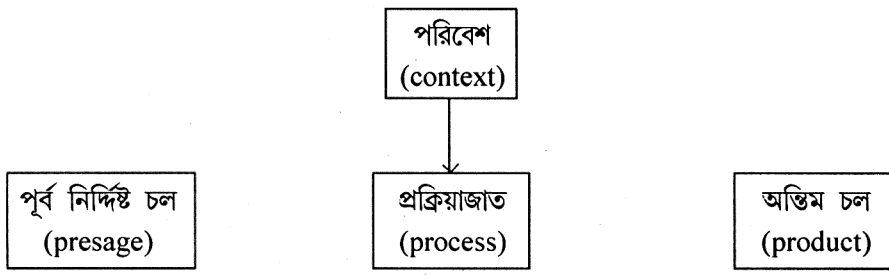 পরিবেশ
(context)
পূর্ব নির্দ্দিষ্ট চল
(presage)
প্রক্রিয়াজাত
(process)
অন্তিম চল
(product)